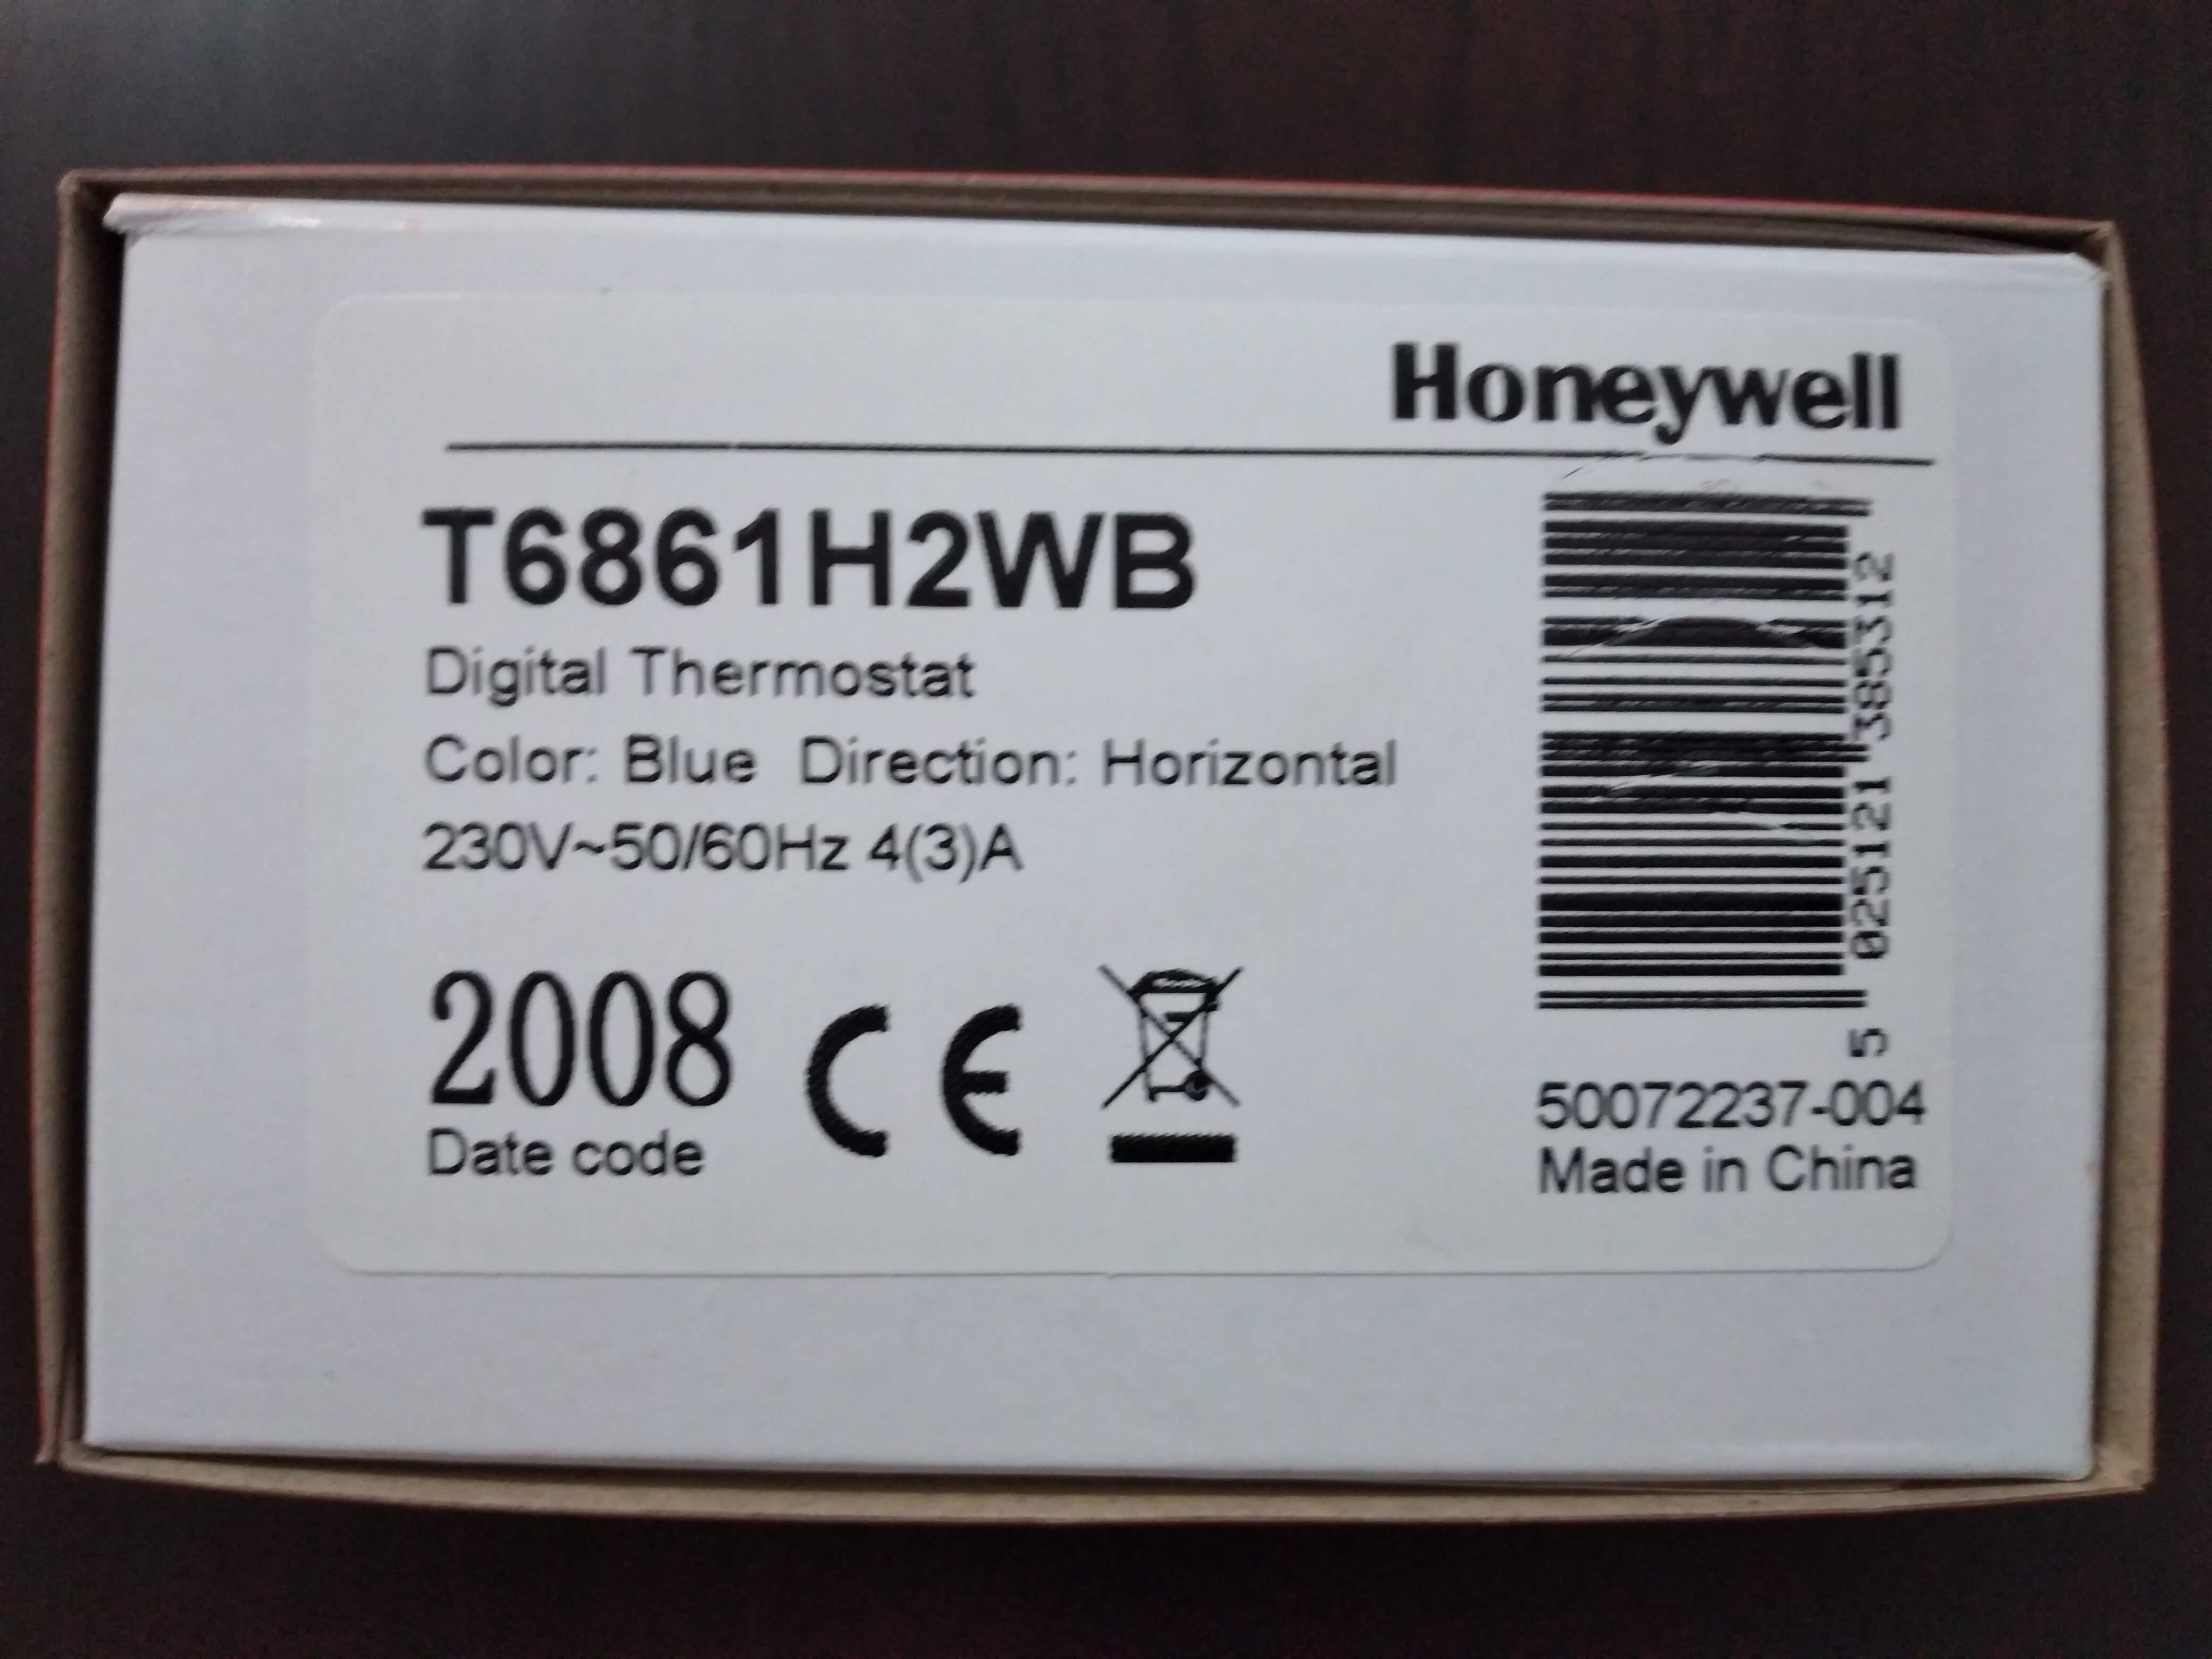 Honeywell
T6861H2WB
Digital Thermostat
Color: Blue Direction: Horizontal
230V~50/60Hz 4(3)A
2008
Date code
CE
5 025121 385312
50072237-004
Made in China